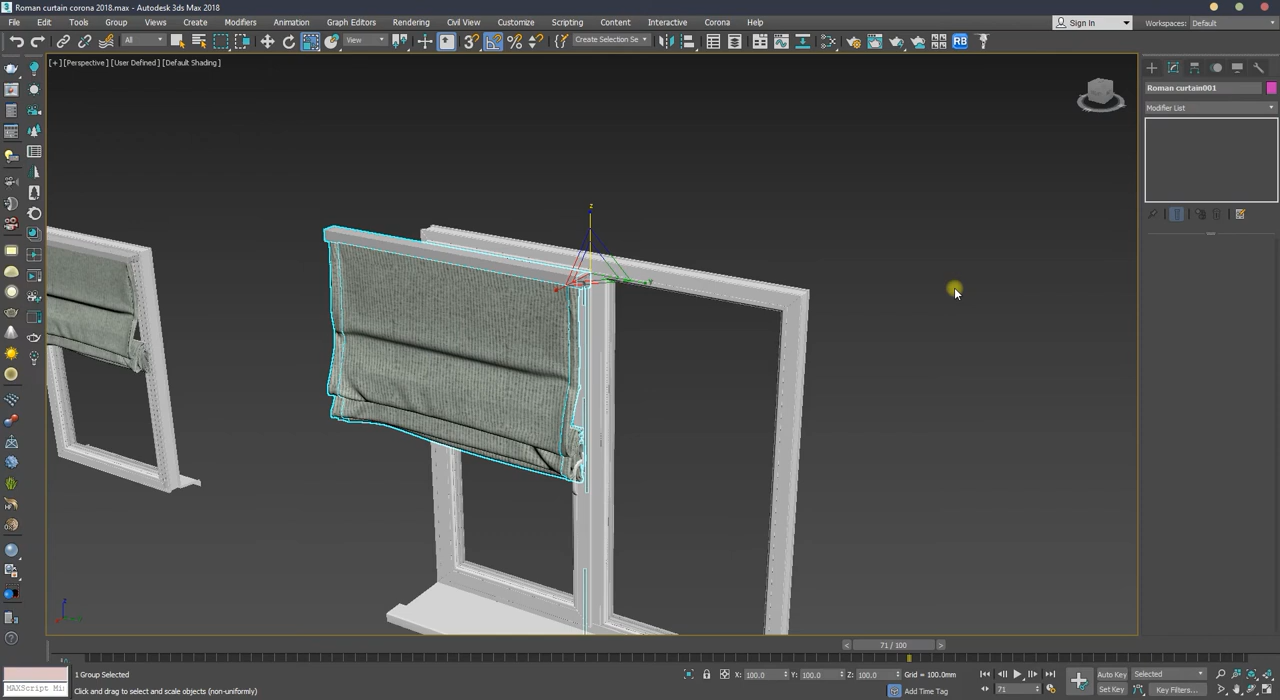 Roman curtain corona 2018.max - Autodesk 3ds Max 2018
File Edit Tools Group Views Create Modifiers Animation Graph Editors Rendering Civil View Customize Scripting Content Interactive Corona Help
Sign In
Workspaces: Default
All
View
Create Selection Se
RB
[+] [Perspective] [User Defined] [Default Shading]
Roman curtain001
Modifier List
z
y
71 / 100
z
1 Group Selected
X: 100.0 Y: 100.0 Z: 100.0 Grid = 100.0mm
Auto Key Selected
MAXScript Mi
Click and drag to select and scale objects (non-uniformly)
Add Time Tag
71
Set Key Key Filters...